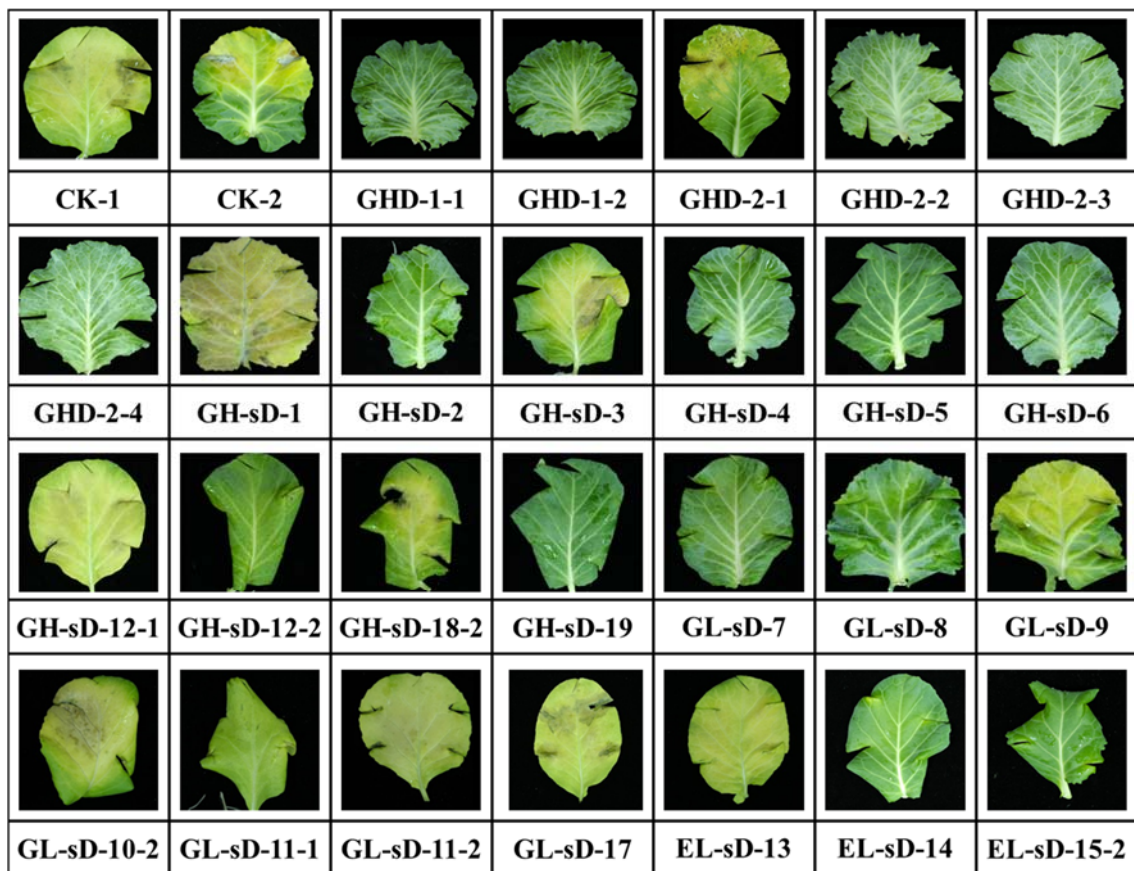 CK-1 CK-2 GHD-1-1 GHD-1-2 GHD-2-1 GHD-2-2 GHD-2-3
GHD-2-4 GH-sD-1 GH-sD-2 GH-sD-3 GH-sD-4 GH-sD-5 GH-sD-6
GH-sD-12-1 GH-sD-12-2 GH-sD-18-2 GH-sD-19 GL-sD-7 GL-sD-8 GL-sD-9
GL-sD-10-2 GL-sD-11-1 GL-sD-11-2 GL-sD-17 EL-sD-13 EL-sD-14 EL-sD-15-2